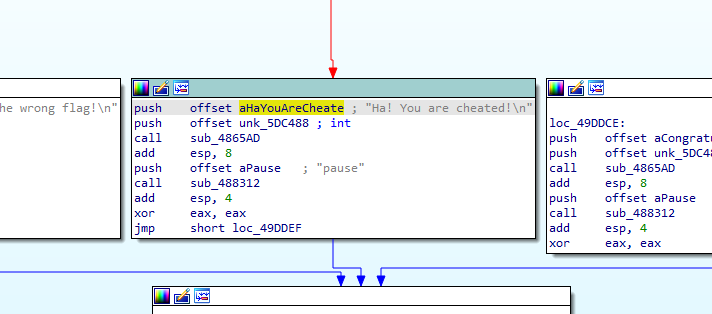 he wrong flag!\n"
push offset aHaYouAreCheate ; "Ha! You are cheated!\n"
push offset unk_5DC488 ; int
call sub_4865AD
add esp, 8
push offset aPause ; "pause"
call sub_488312
add esp, 4
xor eax, eax
jmp short loc_49DDEF
loc_49DDCE:
push offset aCongratu
push offset unk_5DC48
call sub_4865AD
add esp, 8
push offset aPause
call sub_488312
add esp, 4
xor eax, eax